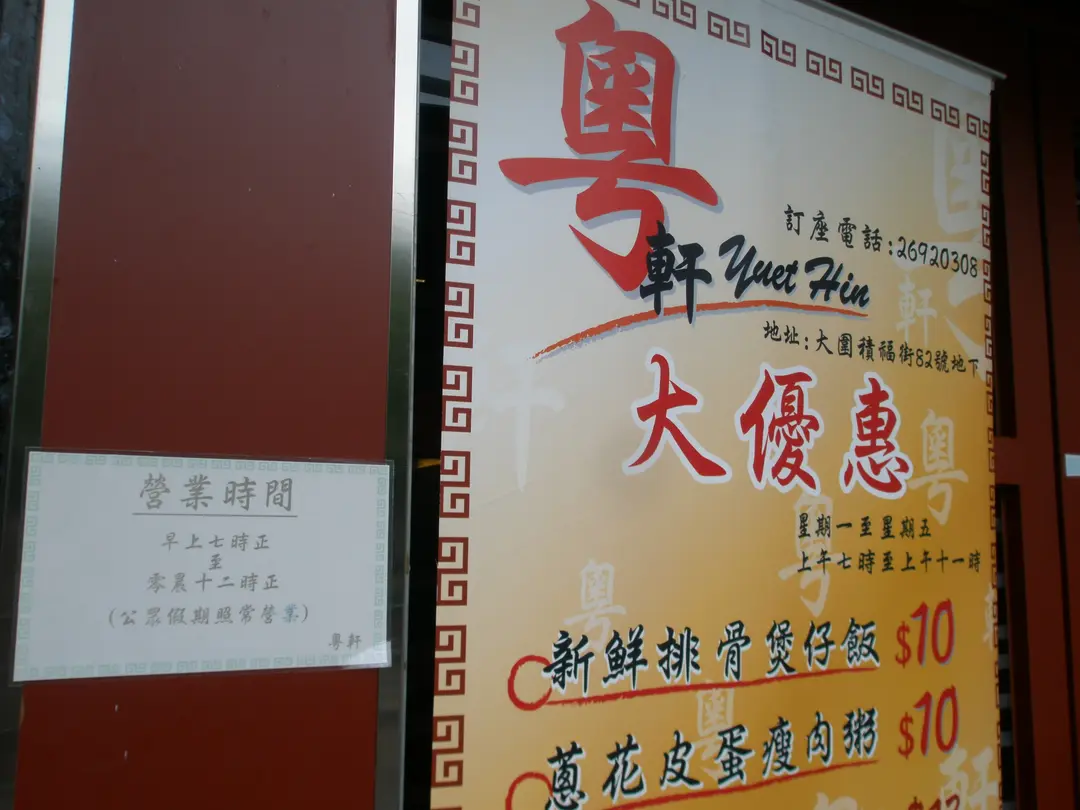 營業時間
早上七時正
至
零晨十二時正
(公眾假期照常營業)
粵軒
粵
軒 Yuet Hin
訂座電話:26920308
地址:大圍積福街82號地下
大優惠
星期一至星期五
上午七時至上午十一時
新鮮排骨煲仔飯 $10
蔥花皮蛋瘦肉粥 $10